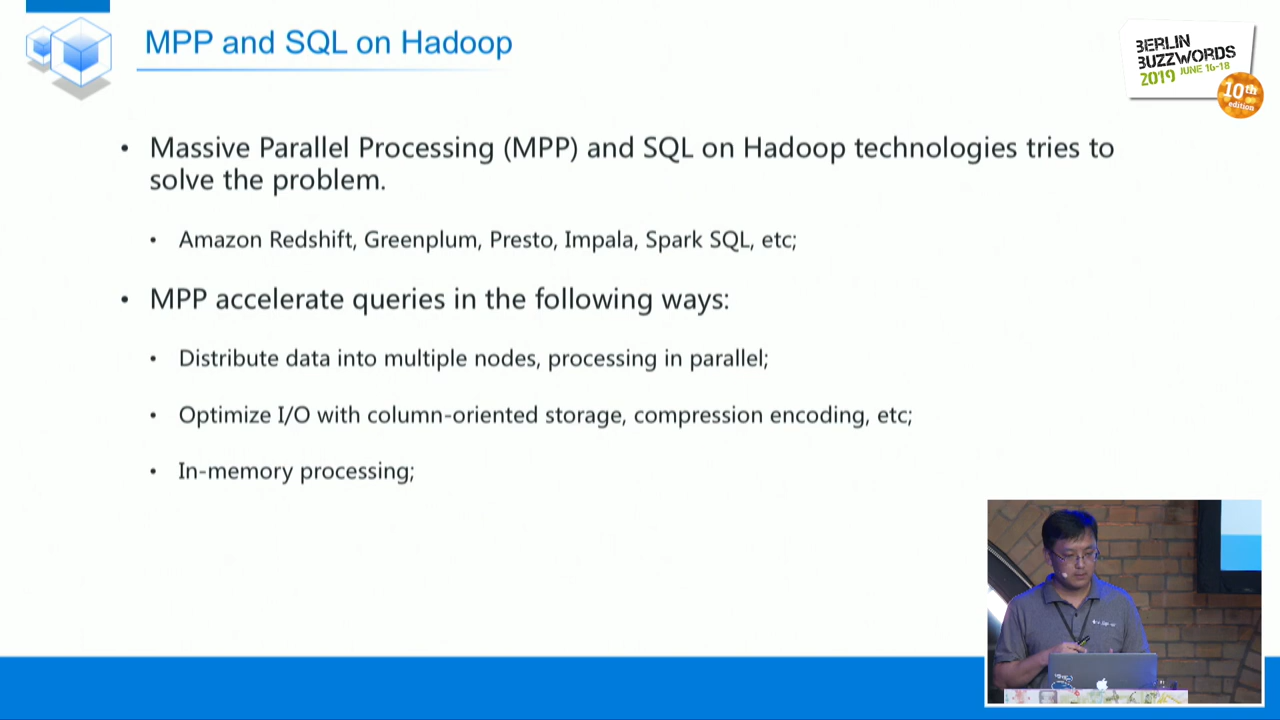 MPP and SQL on Hadoop
BERLIN
BUZZWORDS
2019 JUNE 16-18
10th
edition
• Massive Parallel Processing (MPP) and SQL on Hadoop technologies tries to
solve the problem.
• Amazon Redshift, Greenplum, Presto, Impala, Spark SQL, etc;
• MPP accelerate queries in the following ways:
• Distribute data into multiple nodes, processing in parallel;
• Optimize I/O with column-oriented storage, compression encoding, etc;
• In-memory processing;